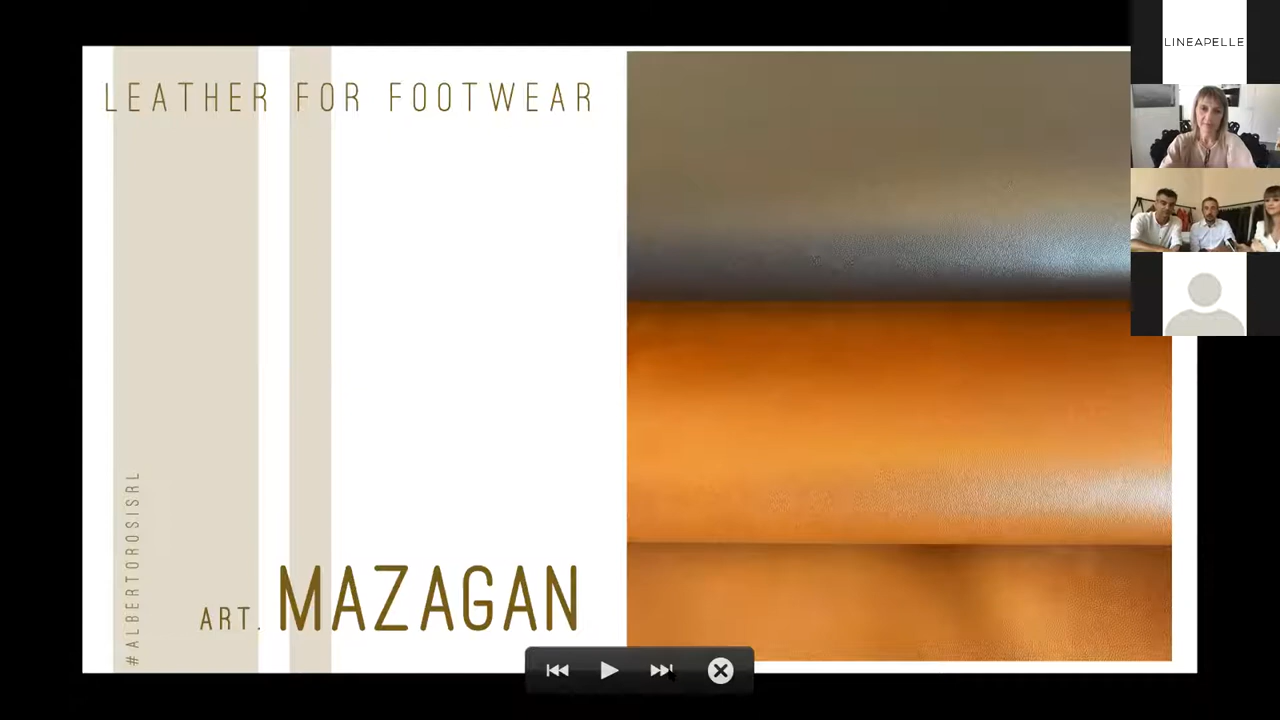 LINEAPELLE
LEATHER FOR FOOTWEAR
#ALBERTOROSISRL
ART. MAZAGAN